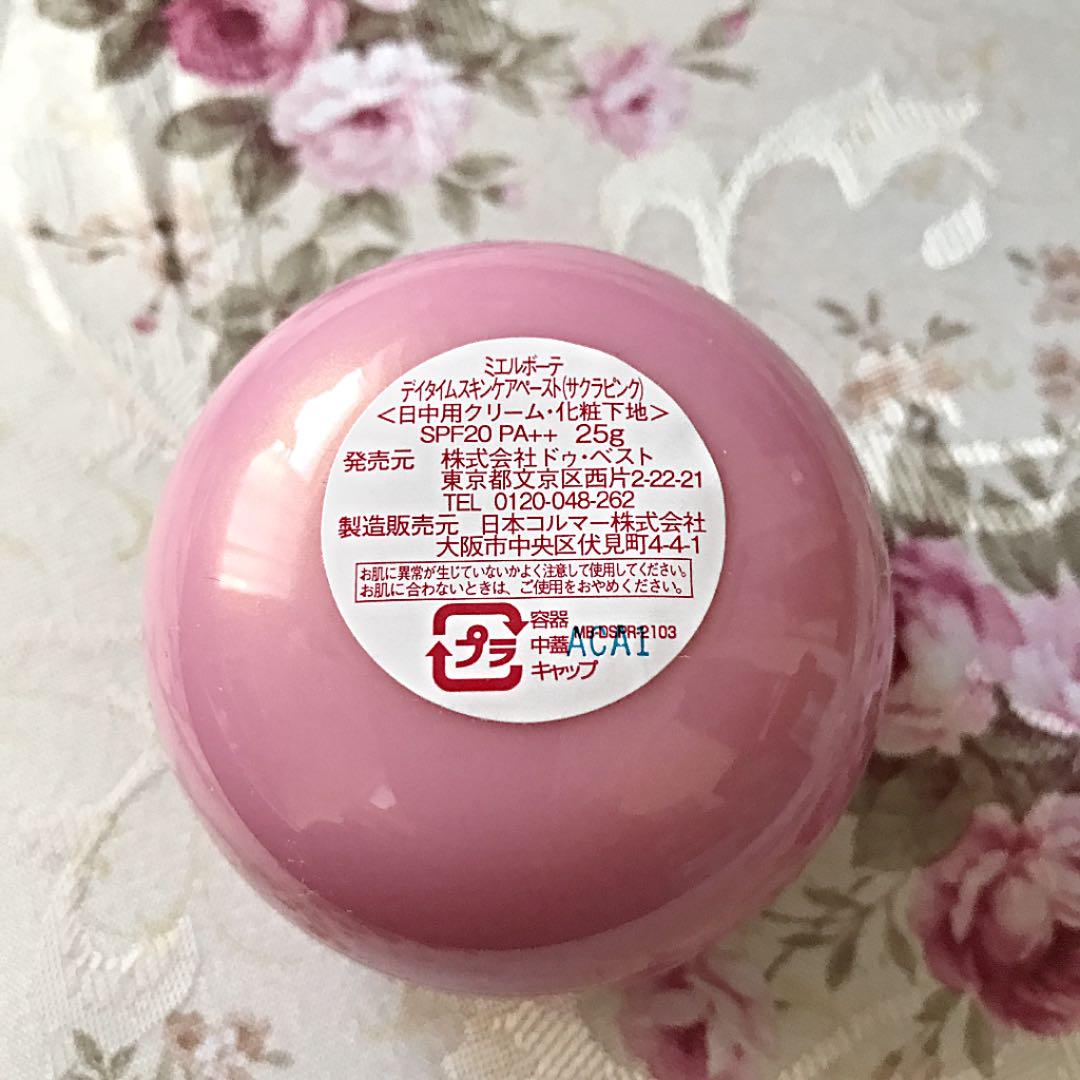 ミエルボーテ
デイタイムスキンケアベースト(サクラピンク)
＜日中用クリーム・化粧下地＞
SPF20 PA++ 25g
発売元 株式会社ドゥ・ベスト
東京都文京区西片2-22-21
TEL 0120-048-262
製造販売元 日本コルマー株式会社
大阪市中央区伏見町4-4-1
お肌に異常が生じていないかよく注意して使用してください。
お肌に合わないときは、ご使用をおやめください。
プラ
容器
中蓋
キャップ
MB-DSPR-2103
ACA1